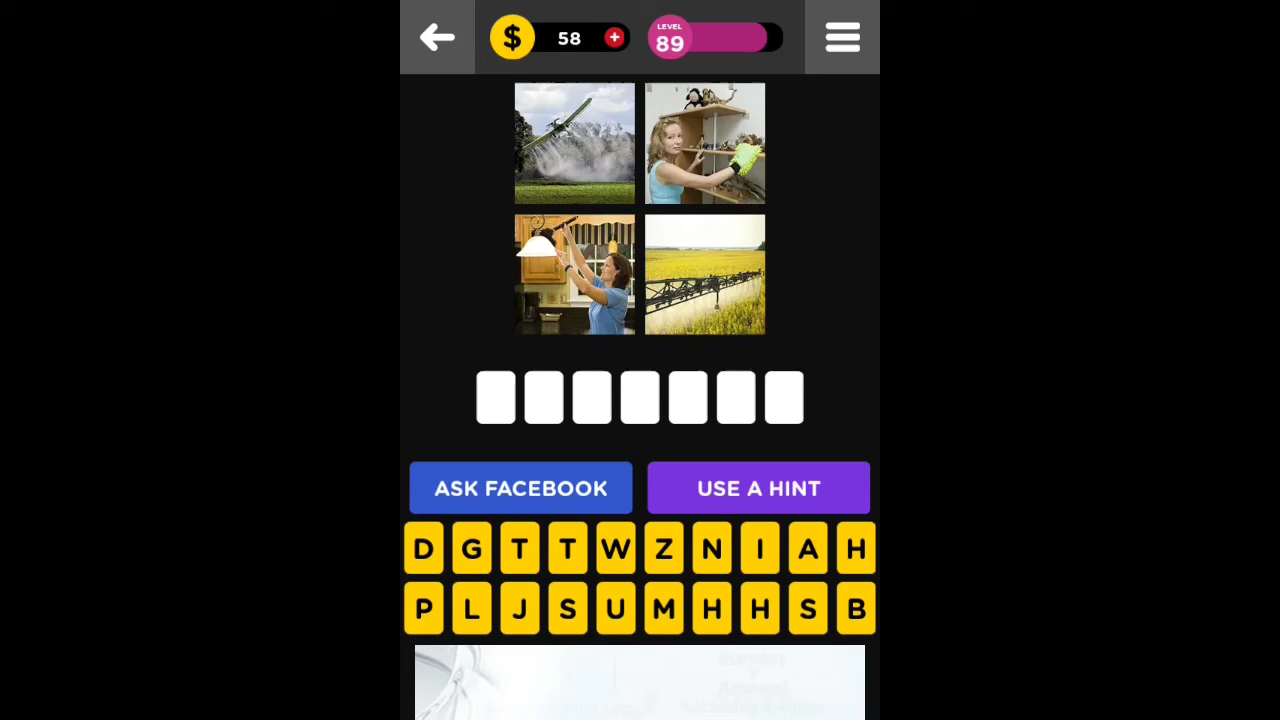 $ 58 + LEVEL
89
ASK FACEBOOK USE A HINT
D G T T W Z N I A H
P L J S U M H H S B